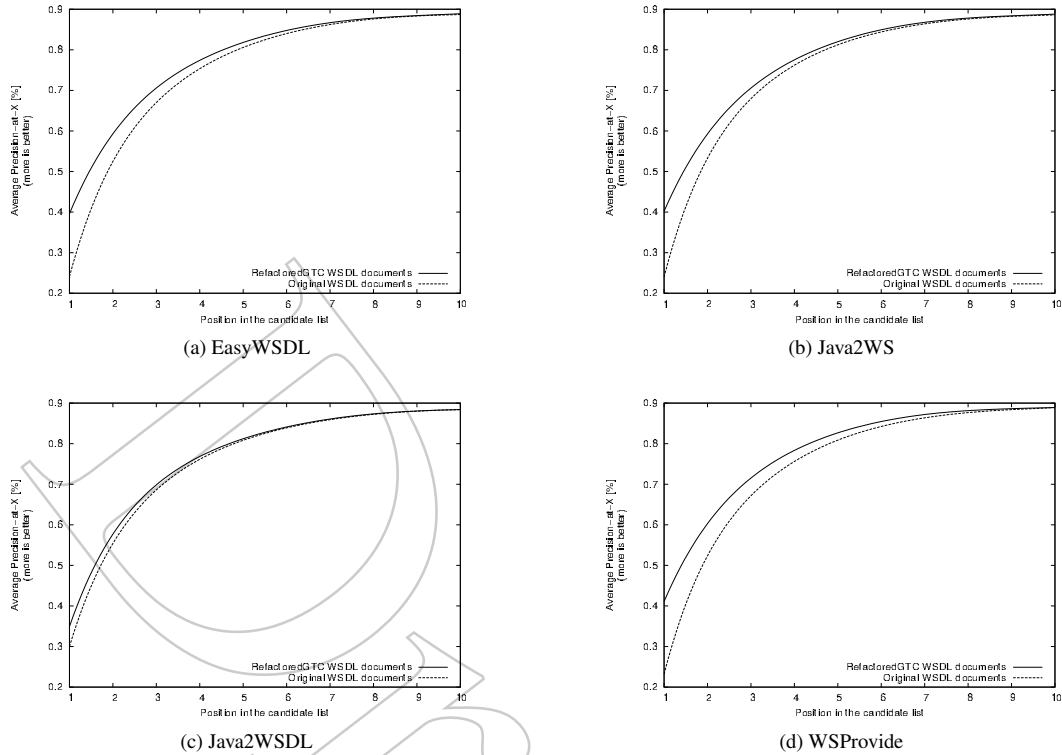 0.9
0.8
0.7
0.6
0.5
0.4
0.3
0.2
1 2 3 4 5 6 7 8 9 10
Average Precision-at-X [%]
(more is better)
Position in the candidate list
RefactoredGTC WSDL documents
Original WSDL documents
(a) EasyWSDL
0.9
0.8
0.7
0.6
0.5
0.4
0.3
0.2
1 2 3 4 5 6 7 8 9 10
Average Precision-at-X [%]
(more is better)
Position in the candidate list
RefactoredGTC WSDL documents
Original WSDL documents
(b) Java2WS
0.9
0.8
0.7
0.6
0.5
0.4
0.3
0.2
1 2 3 4 5 6 7 8 9 10
Average Precision-at-X [%]
(more is better)
Position in the candidate list
RefactoredGTC WSDL documents
Original WSDL documents
(c) Java2WSDL
0.9
0.8
0.7
0.6
0.5
0.4
0.3
0.2
1 2 3 4 5 6 7 8 9 10
Average Precision-at-X [%]
(more is better)
Position in the candidate list
RefactoredGTC WSDL documents
Original WSDL documents
(d) WSProvide